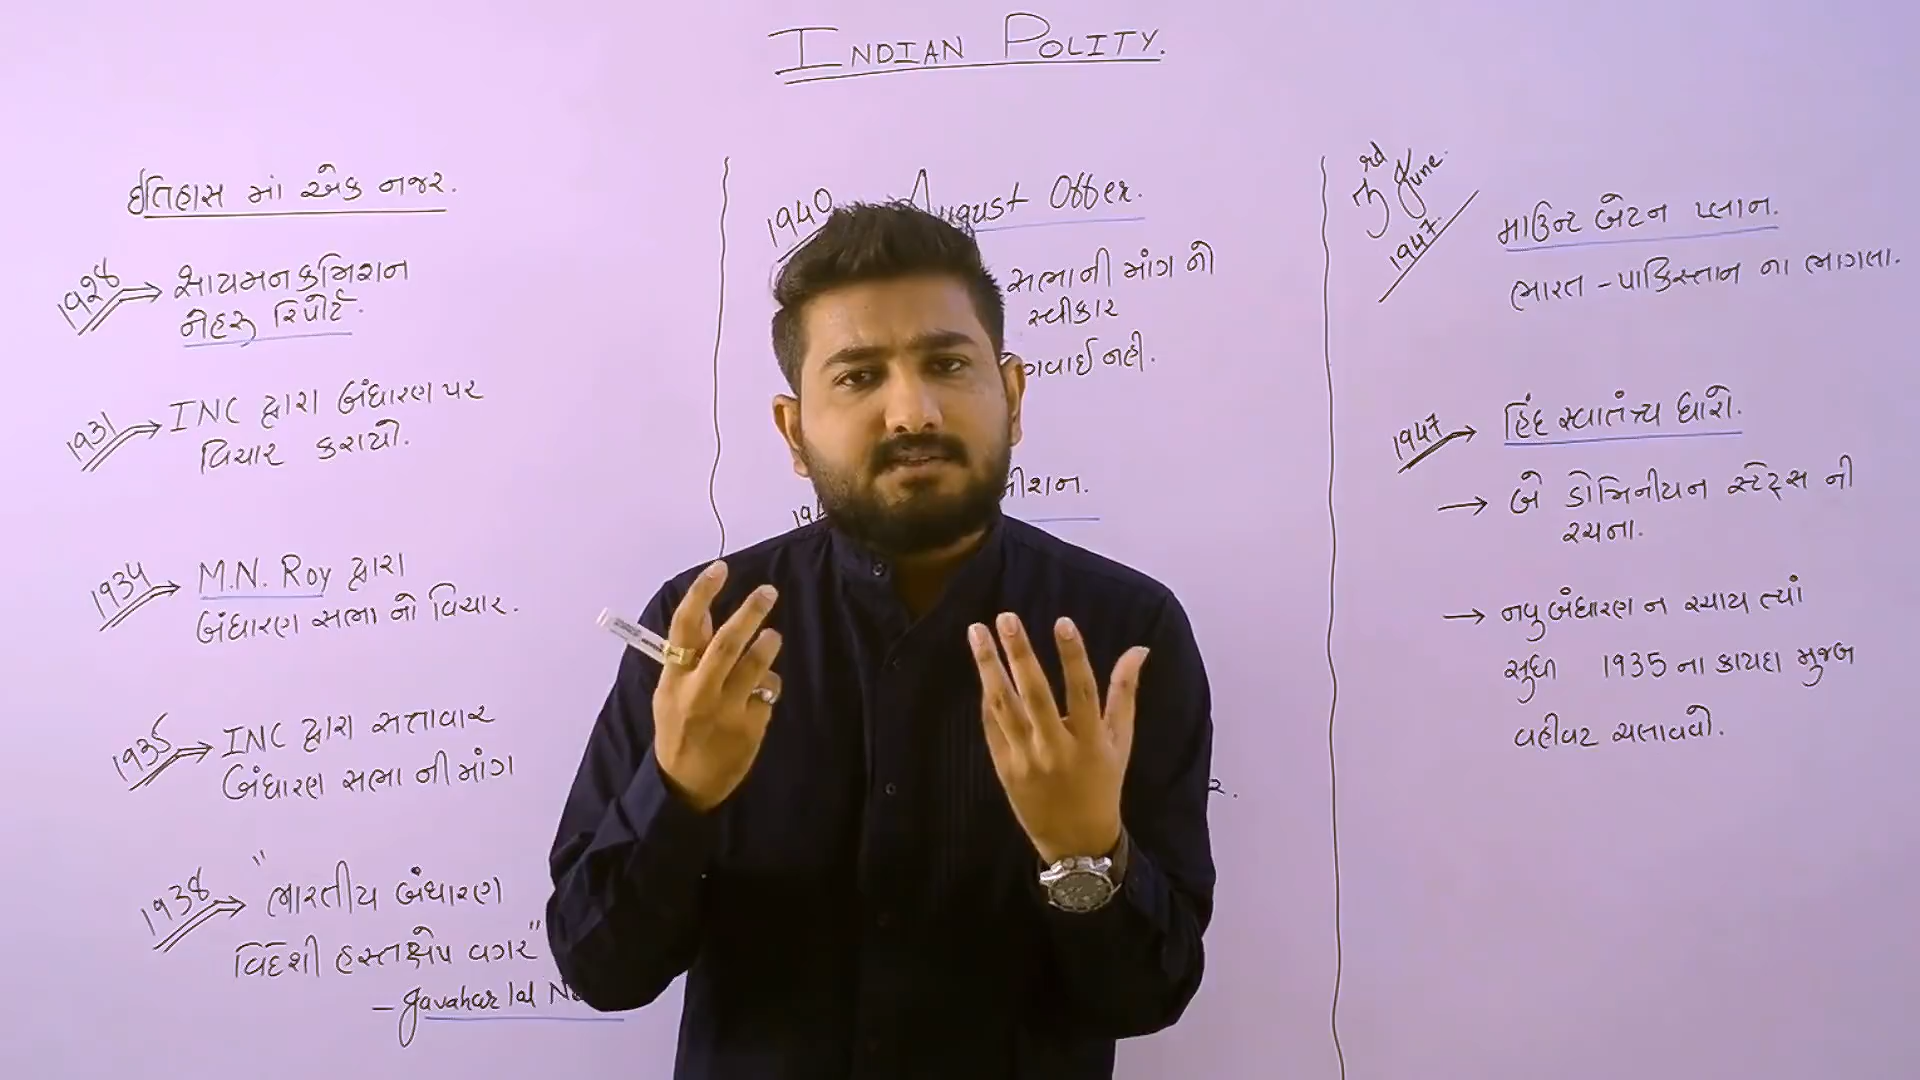 INDIAN POLITY.
ઈતિહાસ માં એક નજર.
1928 સાયમન કમિશન
નેહરુ રિપોર્ટ.
1931 INC દ્વારા બંધારણ પર
વિચાર કરાયો.
1934 M.N. Roy દ્વારા
બંધારણ સભા નો વિચાર.
1935 INC દ્વારા સત્તાવાર
બંધારણ સભા ની માંગ
1938 "ભારતીય બંધારણ
વિદેશી હસ્તક્ષેપ વગર"
- Javaharlal
1940 August Offer.
સભાની માંગ નો
સ્વીકાર
નહી.
3rd June 1947 માઉન્ટ બેટન પ્લાન.
ભારત - પાકિસ્તાન ના ભાગલા.
1947 હિંદ સ્વાતંત્ર્ય ધારો.
→ બે ડોમિનીયન સ્ટેટ્સ ની
રચના.
→ નવુ બંધારણ ન રચાય ત્યાં
સુધી 1935 ના કાયદા મુજબ
વહીવટ ચલાવવો.